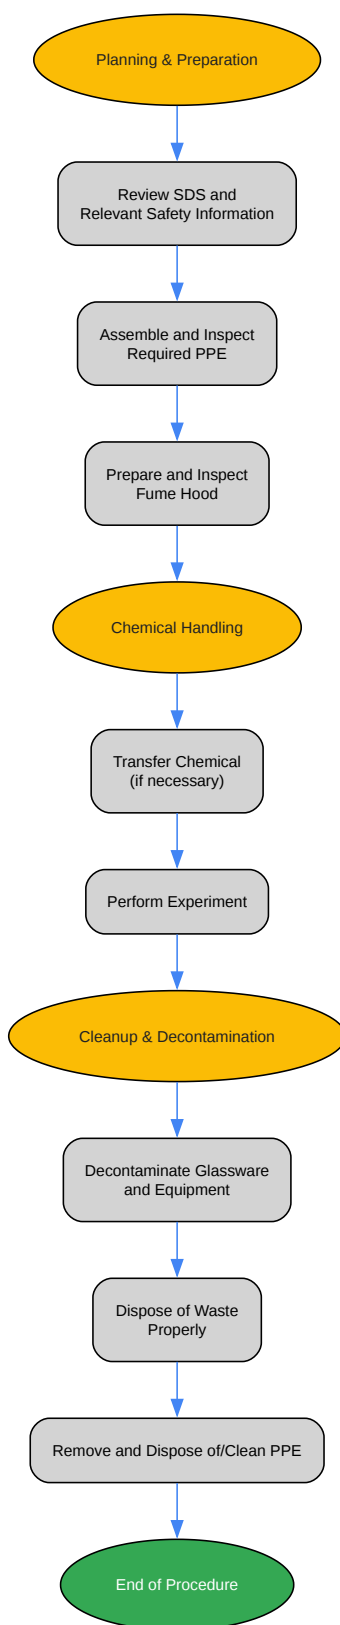 Planning & Preparation
Review SDS and
Relevant Safety Information
Assemble and Inspect
Required PPE
Prepare and Inspect
Fume Hood
Chemical Handling
Transfer Chemical
(if necessary)
Perform Experiment
Cleanup & Decontamination
Decontaminate Glassware
and Equipment
Dispose of Waste
Properly
Remove and Dispose of/Clean PPE
End of Procedure